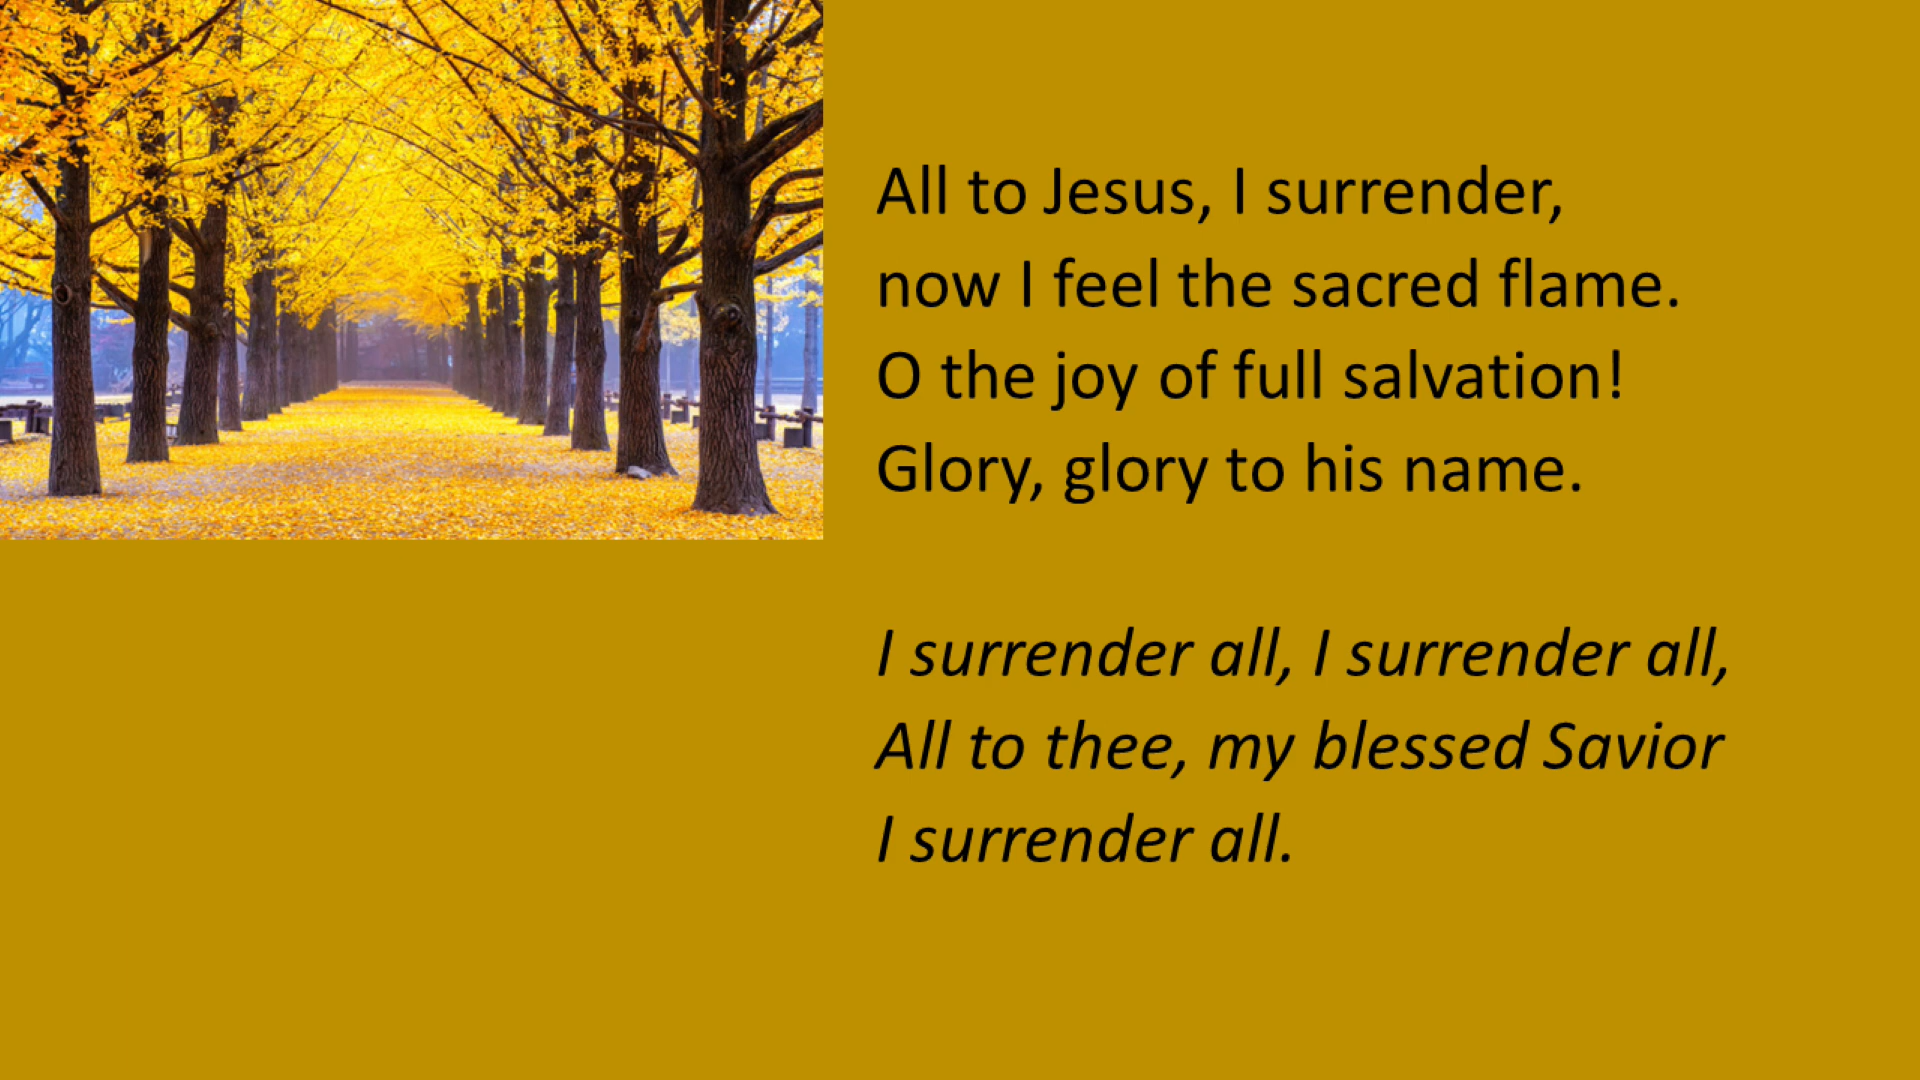 All to Jesus, I surrender,
now I feel the sacred flame.
O the joy of full salvation!
Glory, glory to his name.
I surrender all, I surrender all,
All to thee, my blessed Savior
I surrender all.